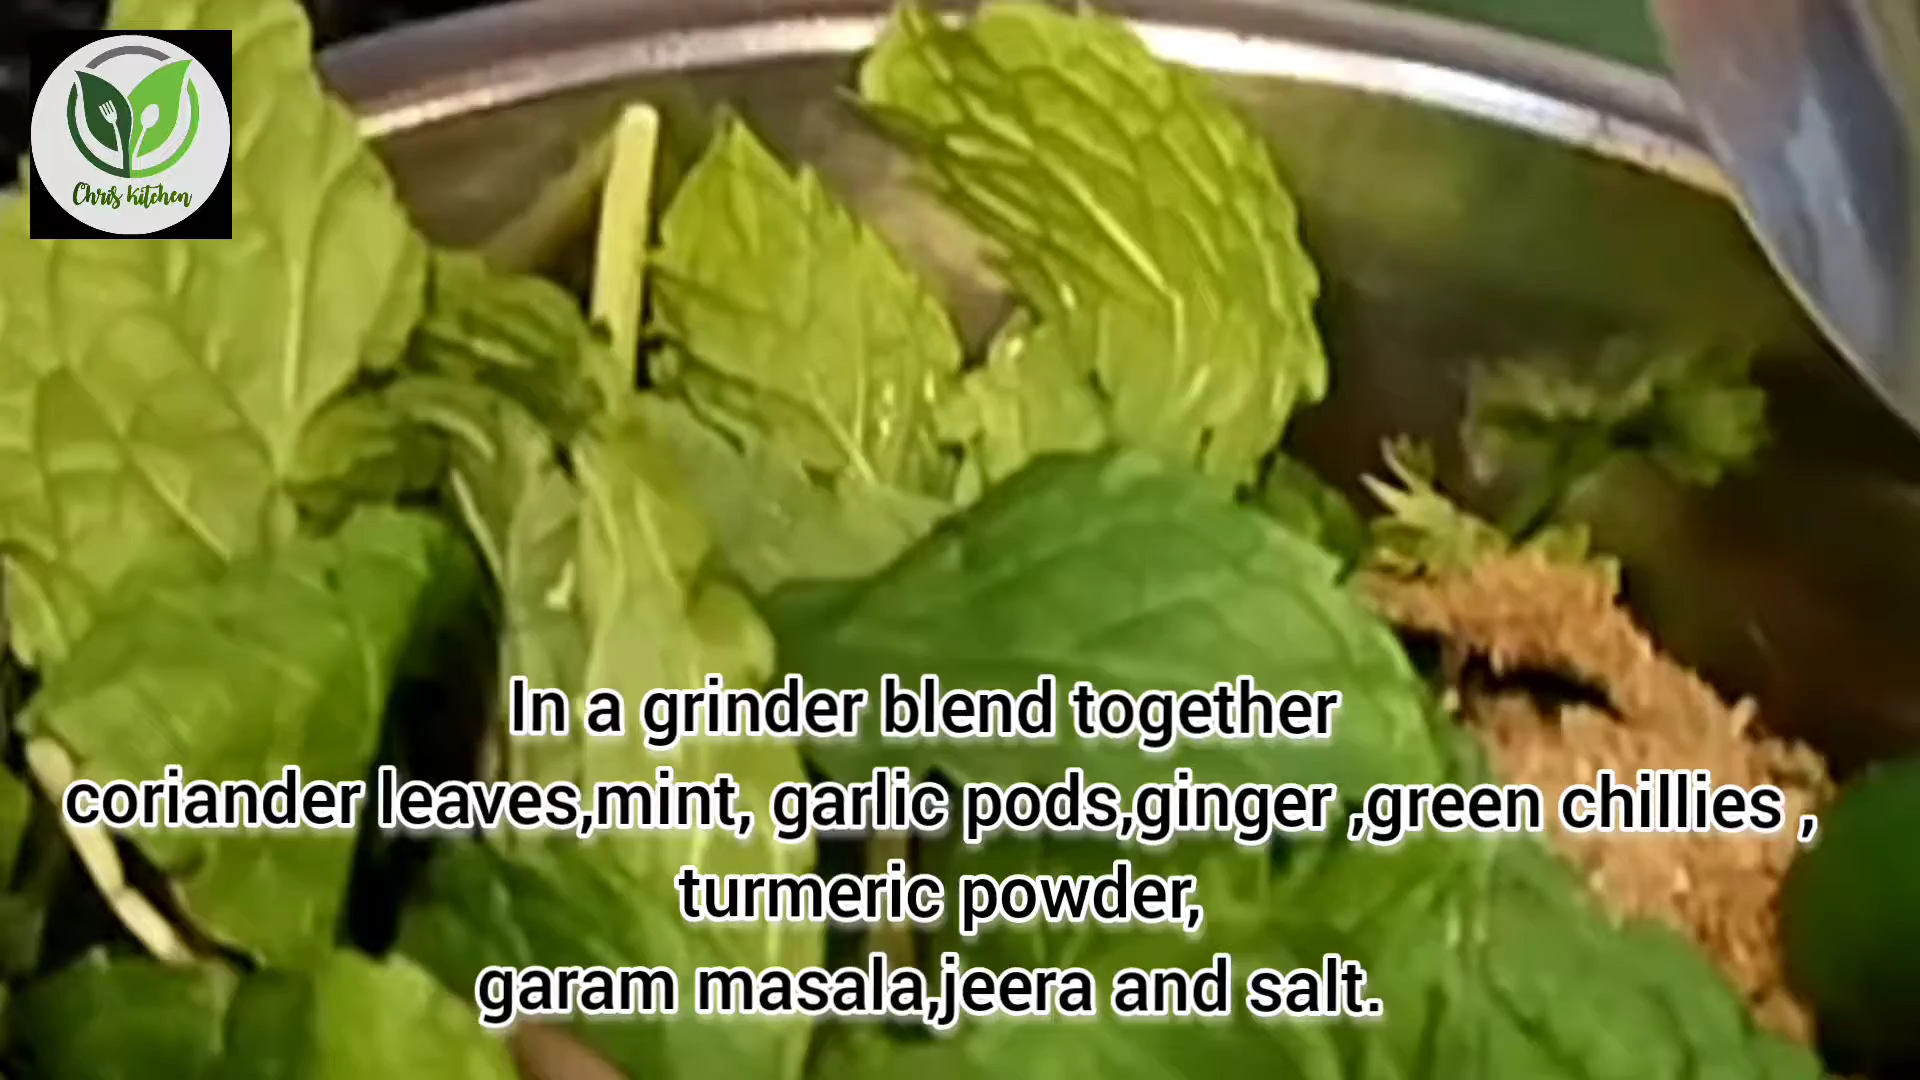 Chris Kitchen
In a grinder blend together
coriander leaves,mint, garlic pods,ginger ,green chillies ,
turmeric powder,
garam masala,jeera and salt.